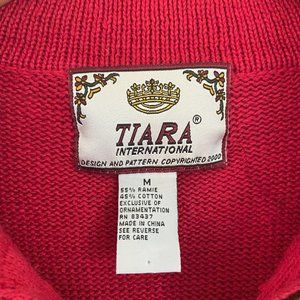 TIARA ®
INTERNATIONAL
DESIGN AND PATTERN COPYRIGHTED 2000
M
55% RAMIE
45% COTTON
EXCLUSIVE OF
ORNAMENTATION
RN 83437
MADE IN CHINA
SEE REVERSE
FOR CARE